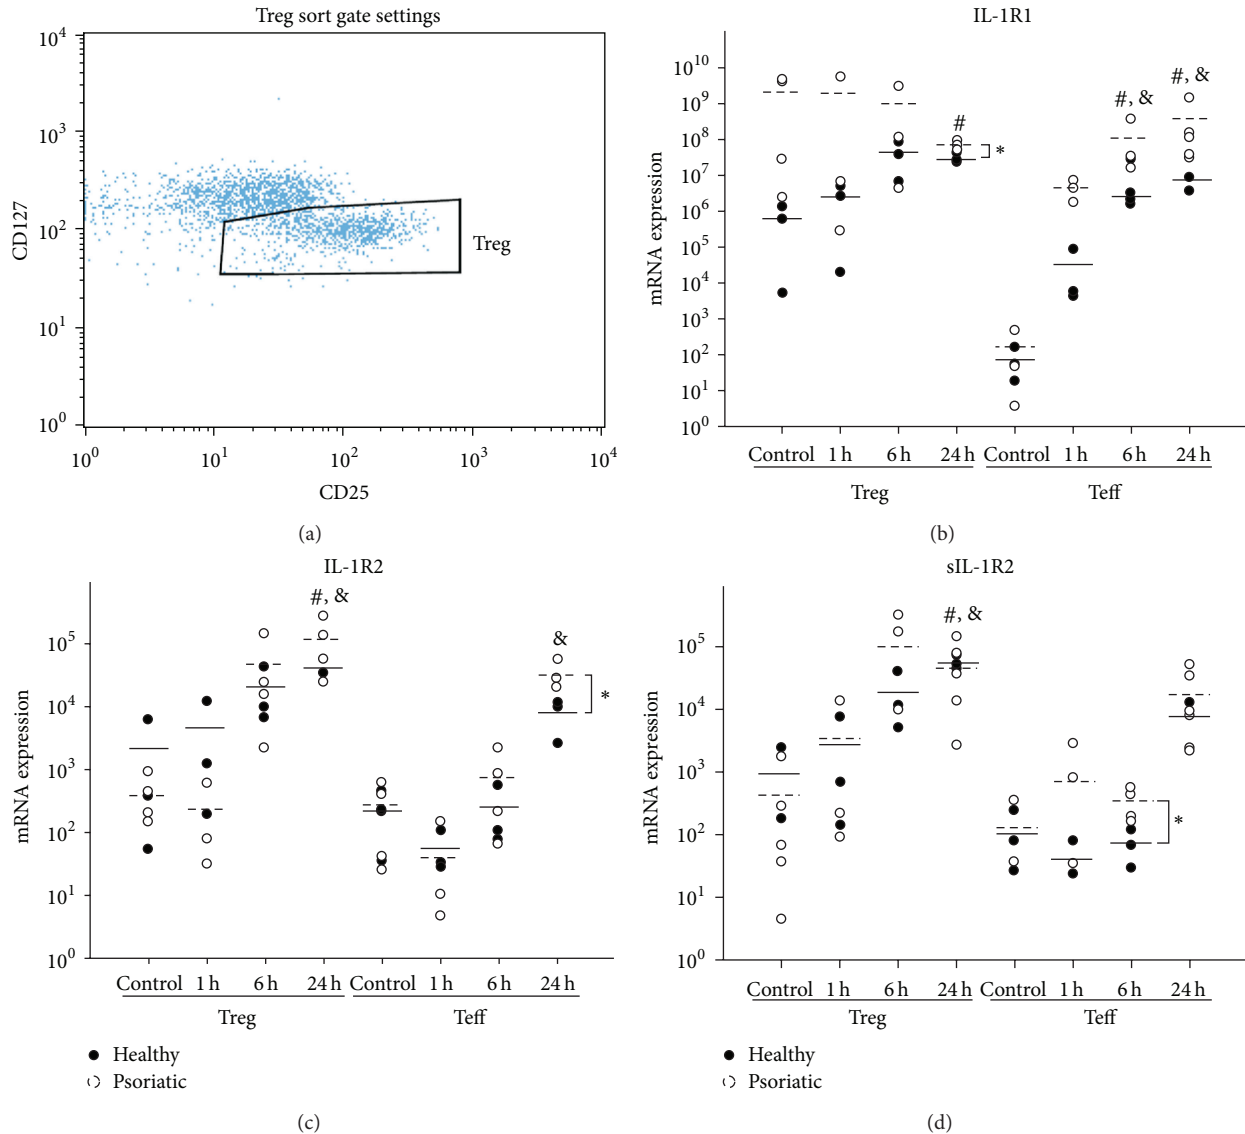 Treg sort gate settings
10^4
10^3
10^2
10^1
10^0
CD127
Treg
10^0 10^1 10^2 10^3 10^4
CD25
(a)
IL-1R1
10^10
10^9
10^8
10^7
10^6
10^5
10^4
10^3
10^2
10^1
10^0
mRNA expression
#
*
#, &
#, &
Control 1 h 6 h 24 h Control 1 h 6 h 24 h
Treg Teff
(b)
IL-1R2
10^5
10^4
10^3
10^2
10^1
10^0
mRNA expression
#, &
&
*
Control 1 h 6 h 24 h Control 1 h 6 h 24 h
Treg Teff
Healthy
Psoriatic
(c)
sIL-1R2
10^5
10^4
10^3
10^2
10^1
10^0
mRNA expression
#, &
*
Control 1 h 6 h 24 h Control 1 h 6 h 24 h
Treg Teff
Healthy
Psoriatic
(d)